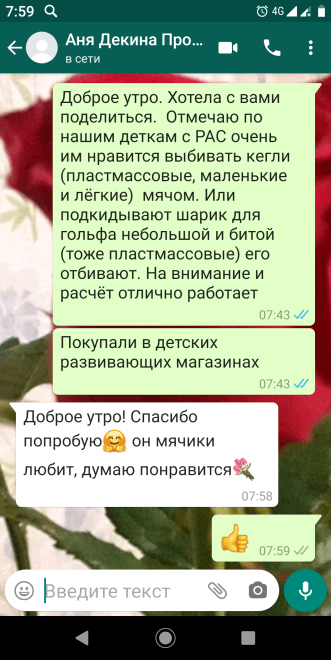 7:59 4G
Аня Декина Про...
в сети
Доброе утро. Хотела с вами
поделиться.  Отмечаю по
нашим деткам с РАС очень
им нравится выбивать кегли
(пластмассовые, маленькие
и лёгкие)  мячом. Или
подкидывают шарик для
гольфа небольшой и битой
(тоже пластмассовые) его
отбивают. На внимание и
расчёт отлично работает
07:43
Покупали в детских
развивающих магазинах
07:43
Доброе утро! Спасибо
попробую🤗 он мячики
любит, думаю понравится💐
07:58
👍 07:59
Введите текст